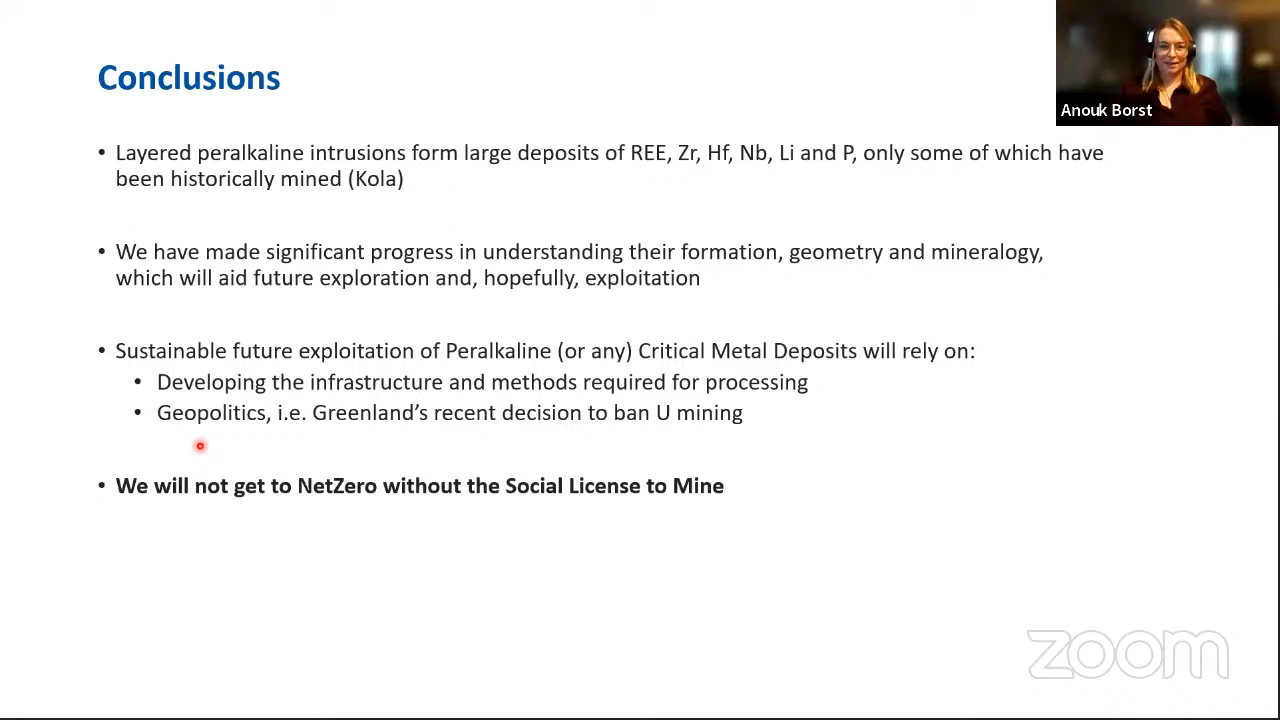 Conclusions
Anouk Borst
• Layered peralkaline intrusions form large deposits of REE, Zr, Hf, Nb, Li and P, only some of which have
been historically mined (Kola)
• We have made significant progress in understanding their formation, geometry and mineralogy,
which will aid future exploration and, hopefully, exploitation
• Sustainable future exploitation of Peralkaline (or any) Critical Metal Deposits will rely on:
• Developing the infrastructure and methods required for processing
• Geopolitics, i.e. Greenland’s recent decision to ban U mining
• We will not get to NetZero without the Social License to Mine
zoom